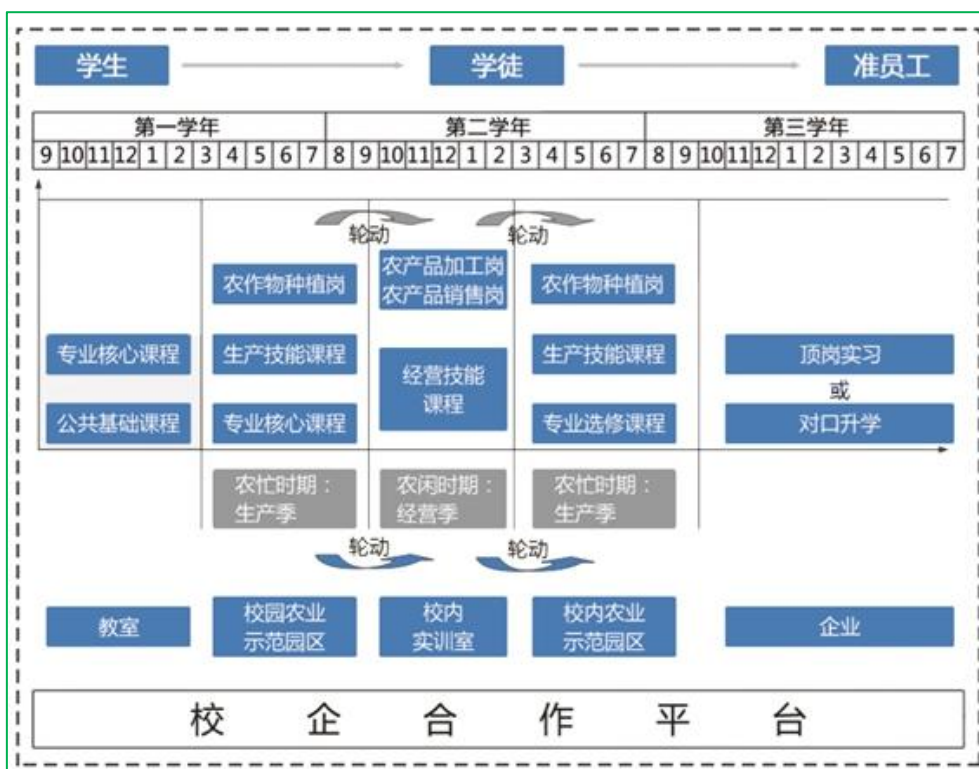 学生 学徒 准员工
第一学年 第二学年 第三学年
9 10 11 12 1 2 3 4 5 6 7 8 9 10 11 12 1 2 3 4 5 6 7 8 9 10 11 12 1 2 3 4 5 6 7
轮动 轮动
农作物种植岗
农产品加工岗
农产品销售岗
农作物种植岗
专业核心课程 生产技能课程
经营技能
课程
生产技能课程 顶岗实习
或
公共基础课程 专业核心课程 专业选修课程 对口升学
农忙时期：
生产季
农闲时期：
经营季
农忙时期：
生产季
轮动 轮动
教室
校园农业
示范园区
校内
实训室
校内农业
示范园区
企业
校企合作平台